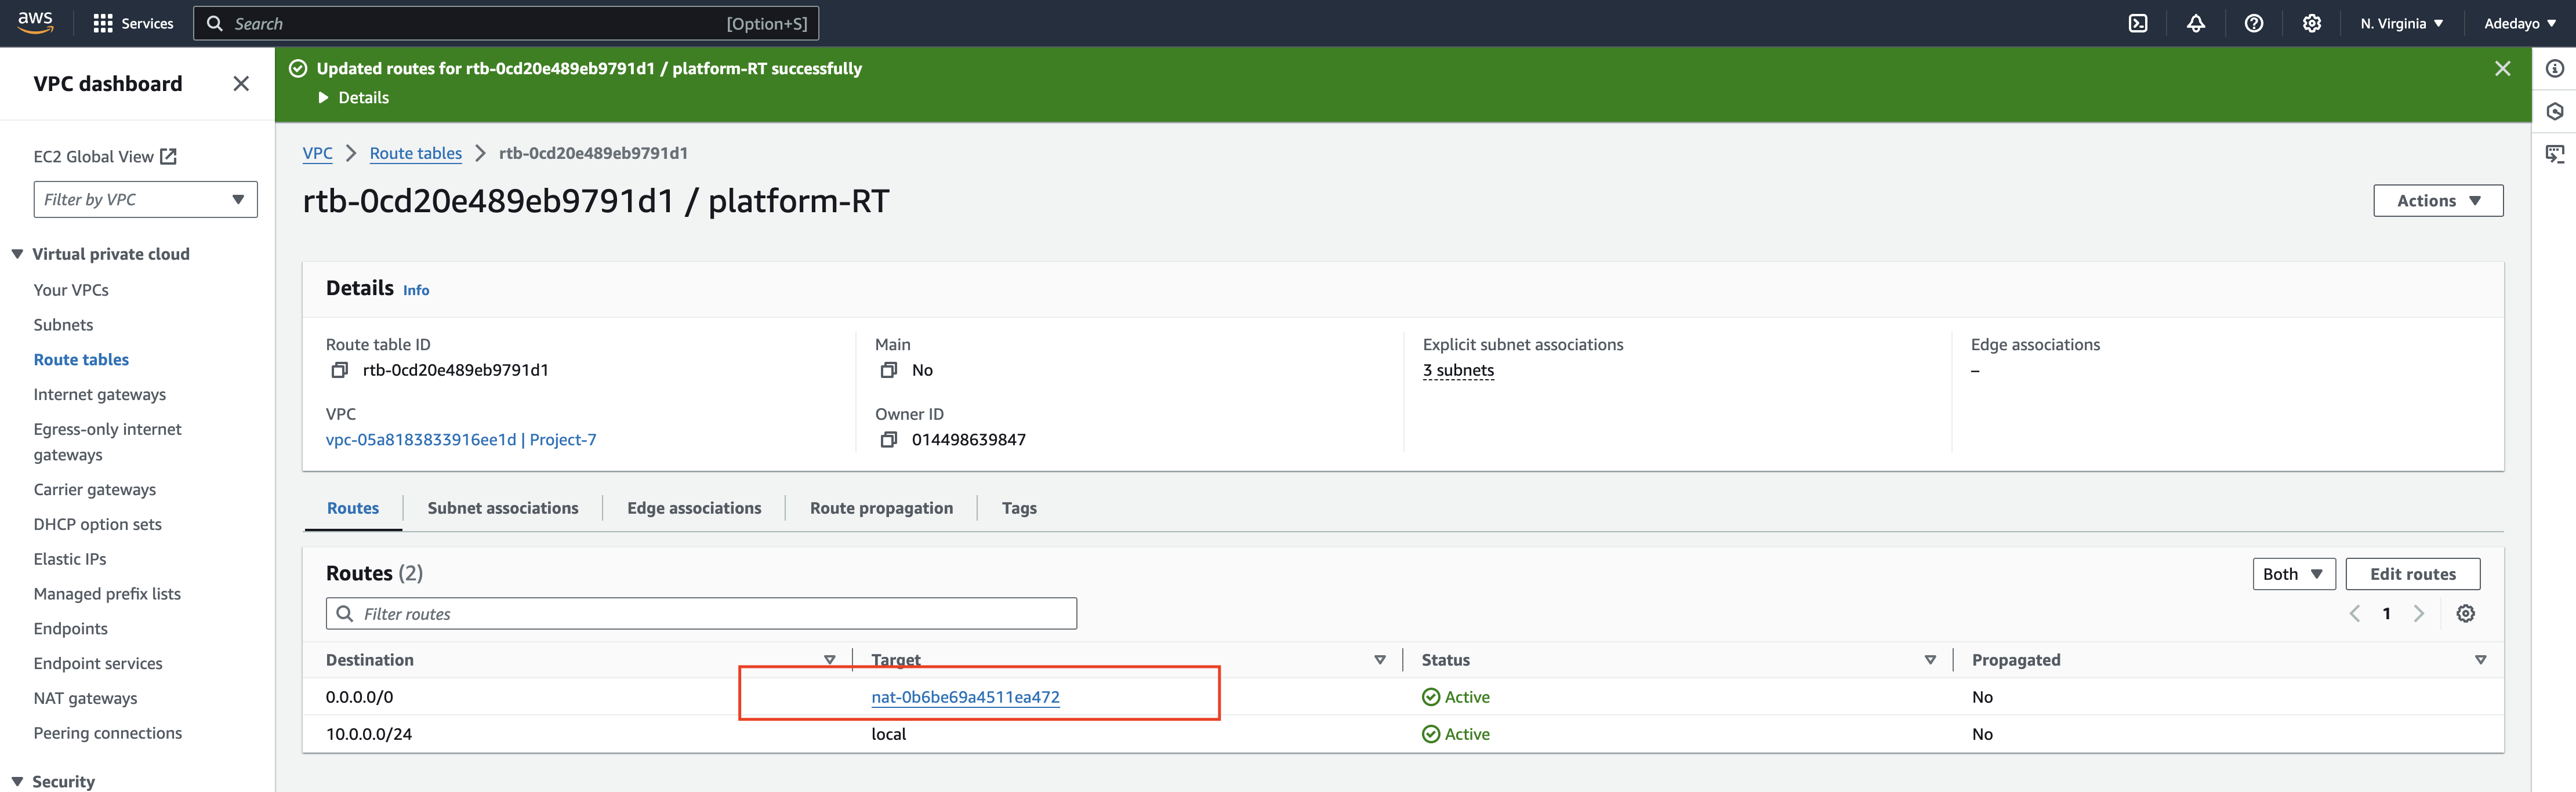 aws
Services
Search
[Option+S]
N. Virginia
Adedayo
VPC dashboard
EC2 Global View
Filter by VPC
Virtual private cloud
Your VPCs
Subnets
Route tables
Internet gateways
Egress-only internet
gateways
Carrier gateways
DHCP option sets
Elastic IPs
Managed prefix lists
Endpoints
Endpoint services
NAT gateways
Peering connections
Security
Updated routes for rtb-0cd20e489eb9791d1 / platform-RT successfully
Details
VPC > Route tables > rtb-0cd20e489eb9791d1
rtb-0cd20e489eb9791d1 / platform-RT
Actions
Details Info
Route table ID
rtb-0cd20e489eb9791d1
Main
No
Explicit subnet associations
3 subnets
Edge associations
–
VPC
vpc-05a8183833916ee1d | Project-7
Owner ID
014498639847
Routes
Subnet associations
Edge associations
Route propagation
Tags
Routes (2)
Both
Edit routes
Filter routes
1
Destination Target Status Propagated
0.0.0.0/0 nat-0b6be69a4511ea472 Active No
10.0.0.0/24 local Active No